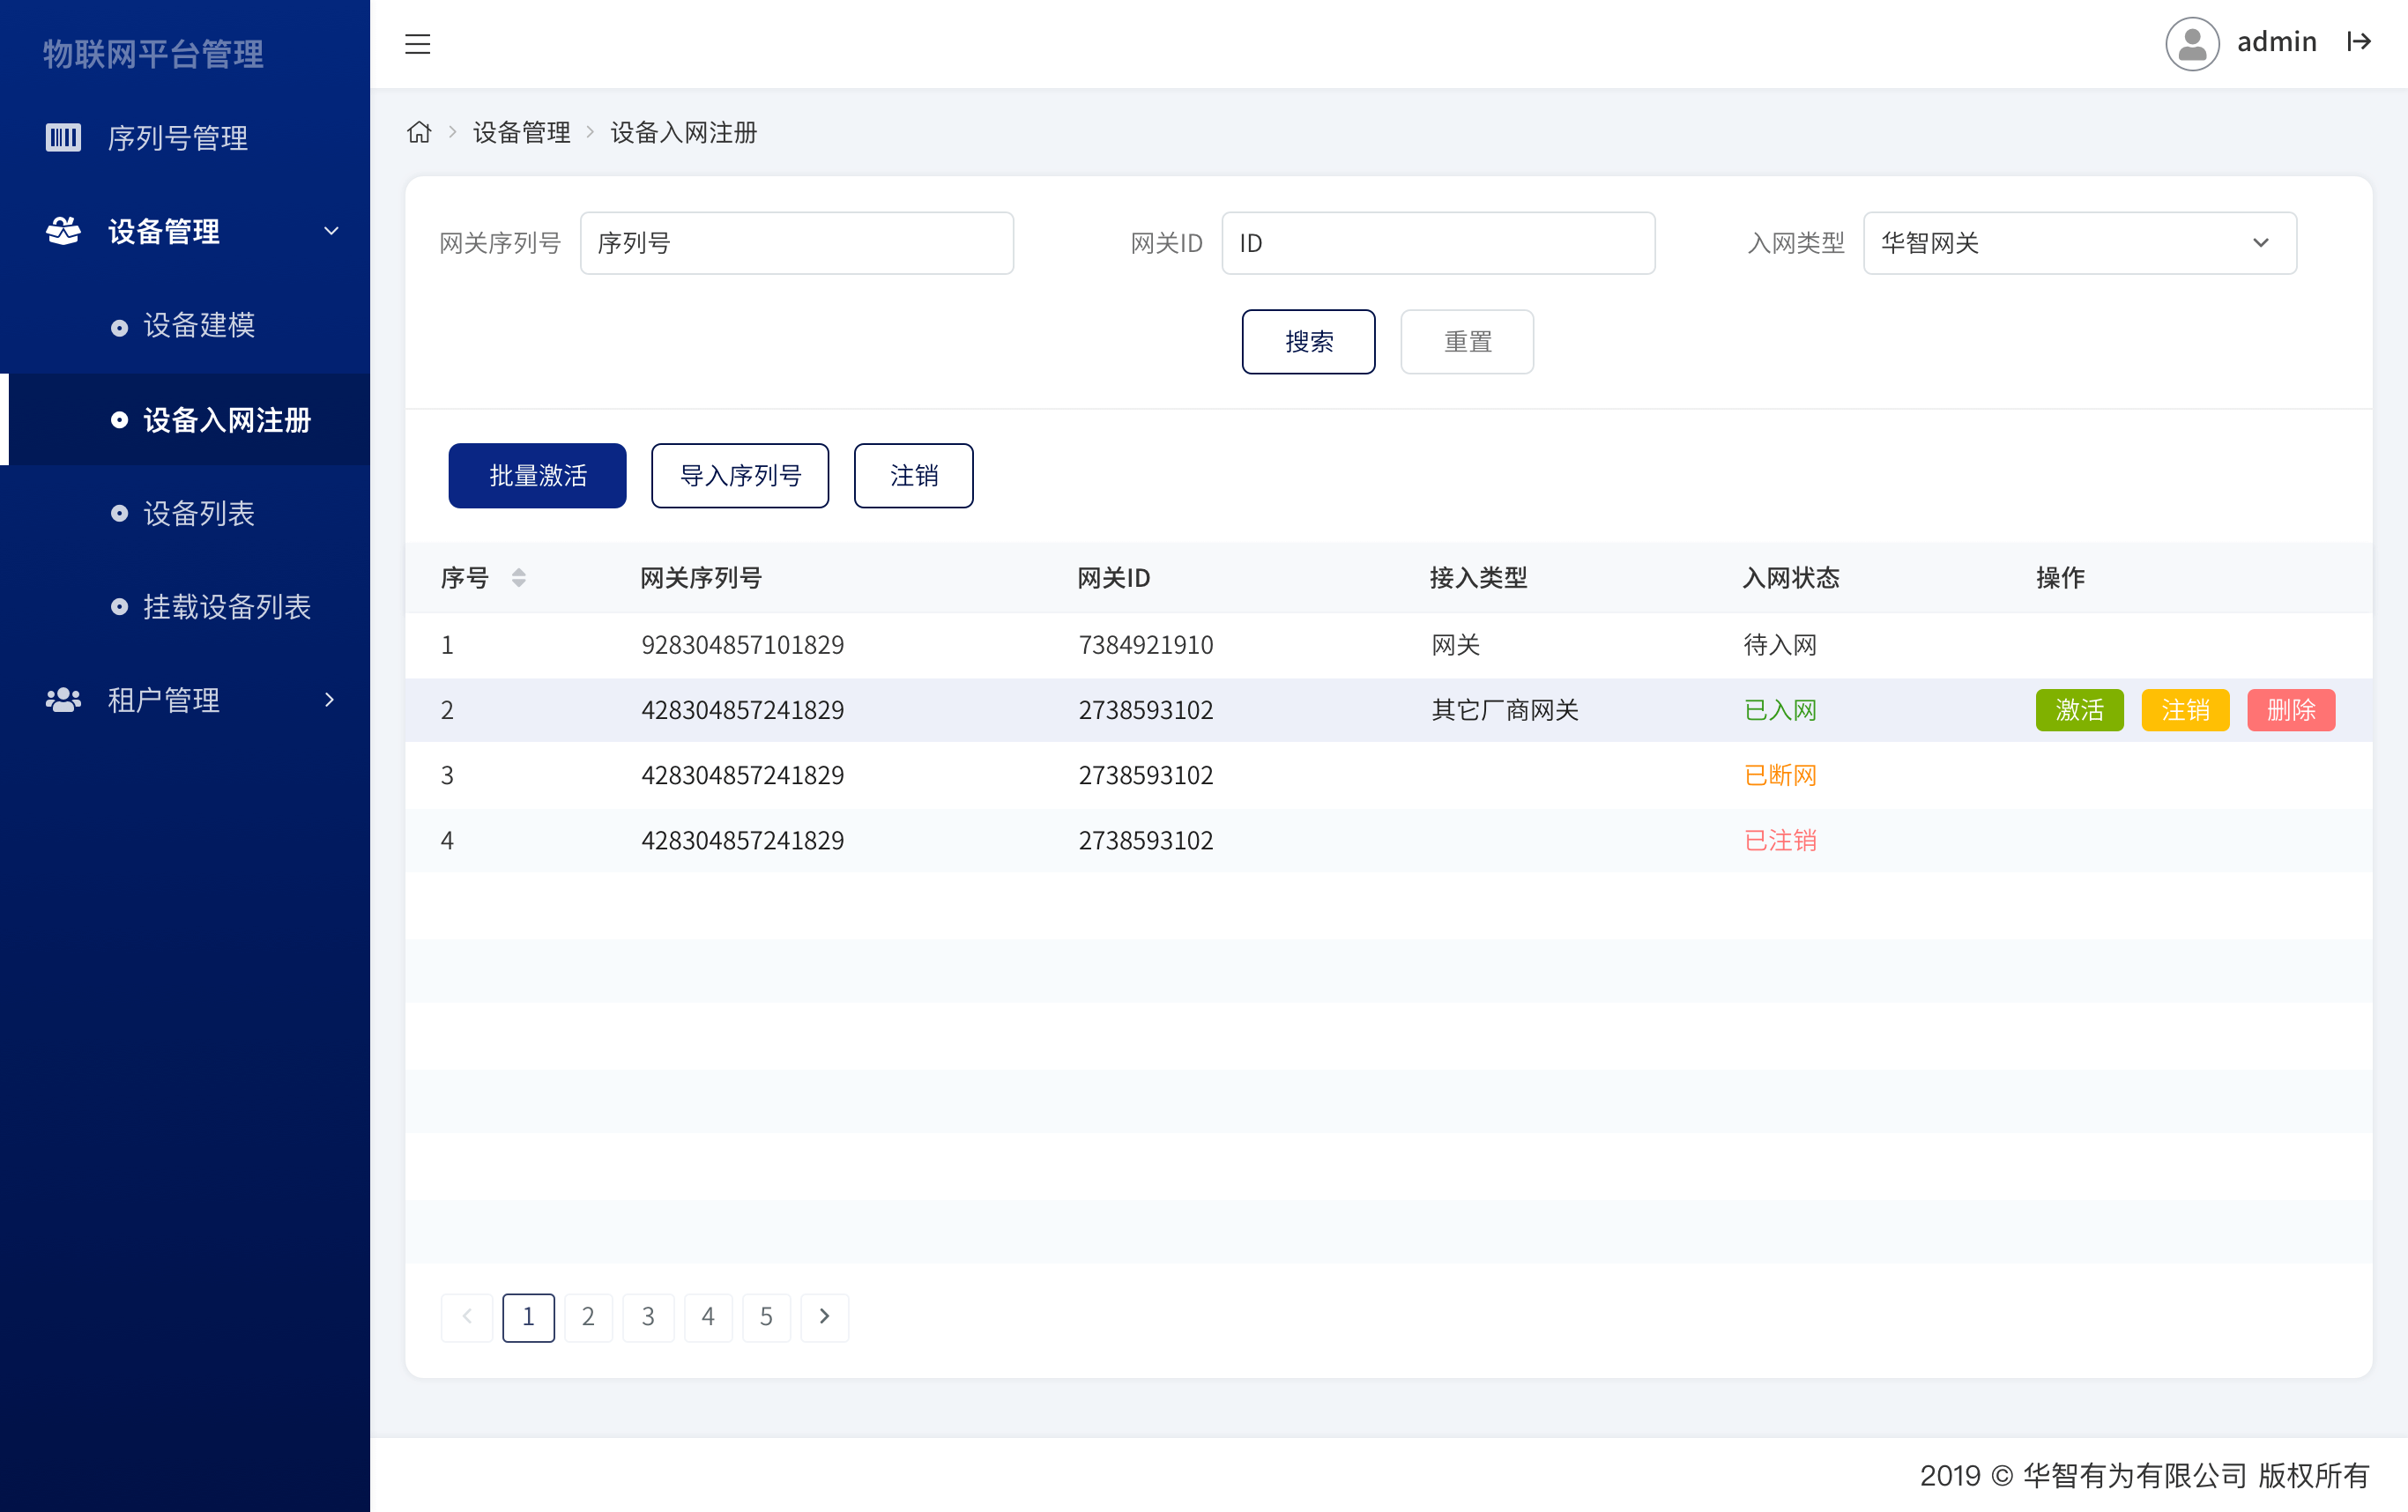 物联网平台管理
序列号管理
设备管理
设备建模
设备入网注册
设备列表
挂载设备列表
租户管理
admin
设备管理 设备入网注册
网关序列号 序列号 网关ID ID 入网类型 华智网关
搜索 重置
批量激活 导入序列号 注销
序号 网关序列号 网关ID 接入类型 入网状态 操作
1 928304857101829 7384921910 网关 待入网
2 428304857241829 2738593102 其它厂商网关 已入网 激活 注销 删除
3 428304857241829 2738593102 已断网
4 428304857241829 2738593102 已注销
1 2 3 4 5
2019 © 华智有为有限公司 版权所有